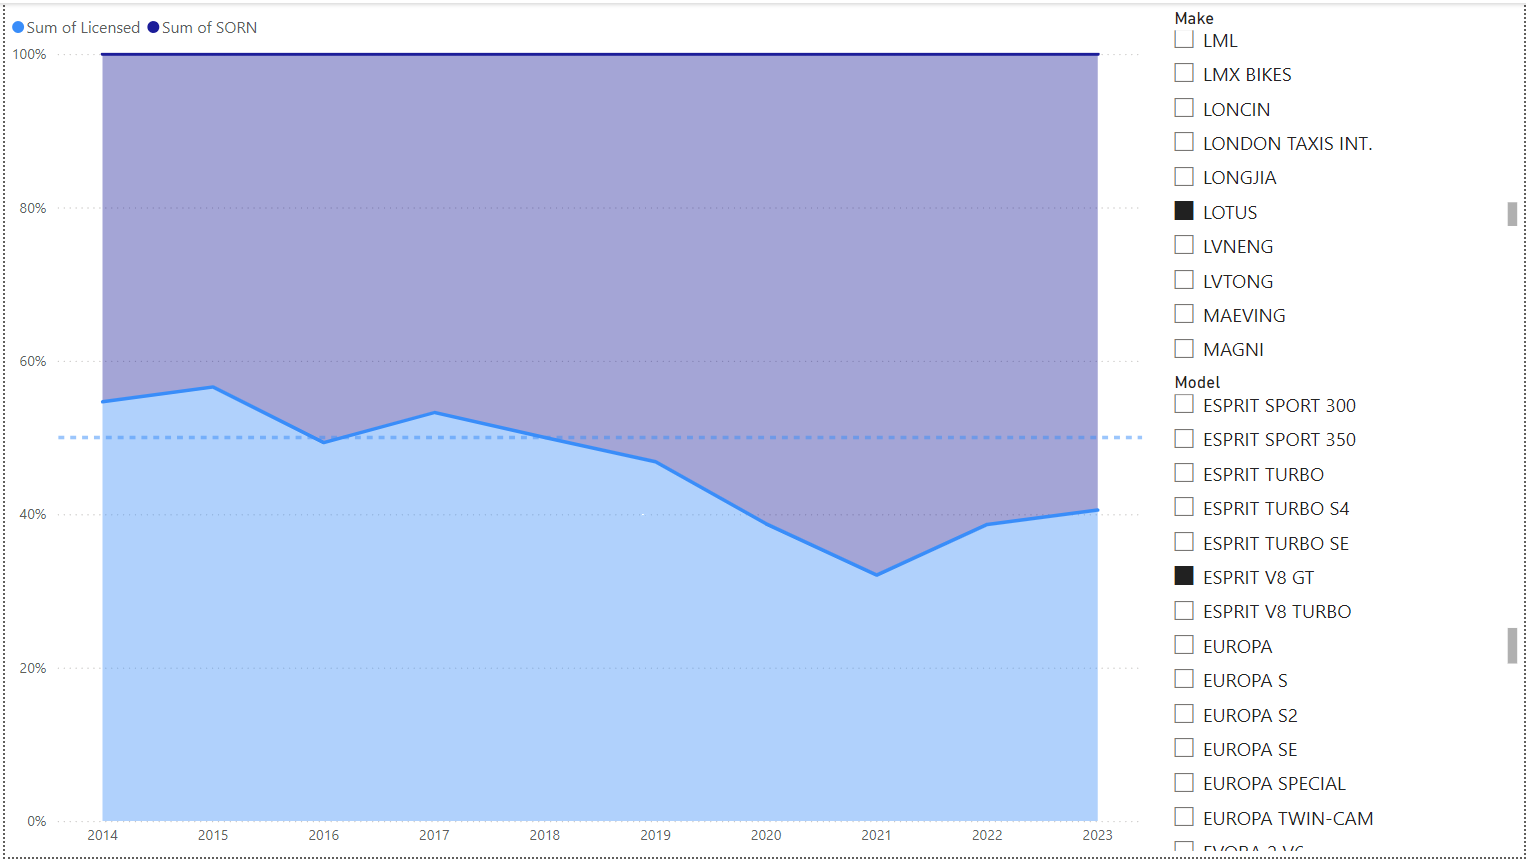 Sum of Licensed Sum of SORN
100%
80%
60%
40%
20%
0%
2014 2015 2016 2017 2018 2019 2020 2021 2022 2023
Make
LML
LMX BIKES
LONCIN
LONDON TAXIS INT.
LONGJIA
LOTUS
LVNENG
LVTONG
MAEVING
MAGNI
Model
ESPRIT SPORT 300
ESPRIT SPORT 350
ESPRIT TURBO
ESPRIT TURBO S4
ESPRIT TURBO SE
ESPRIT V8 GT
ESPRIT V8 TURBO
EUROPA
EUROPA S
EUROPA S2
EUROPA SE
EUROPA SPECIAL
EUROPA TWIN-CAM